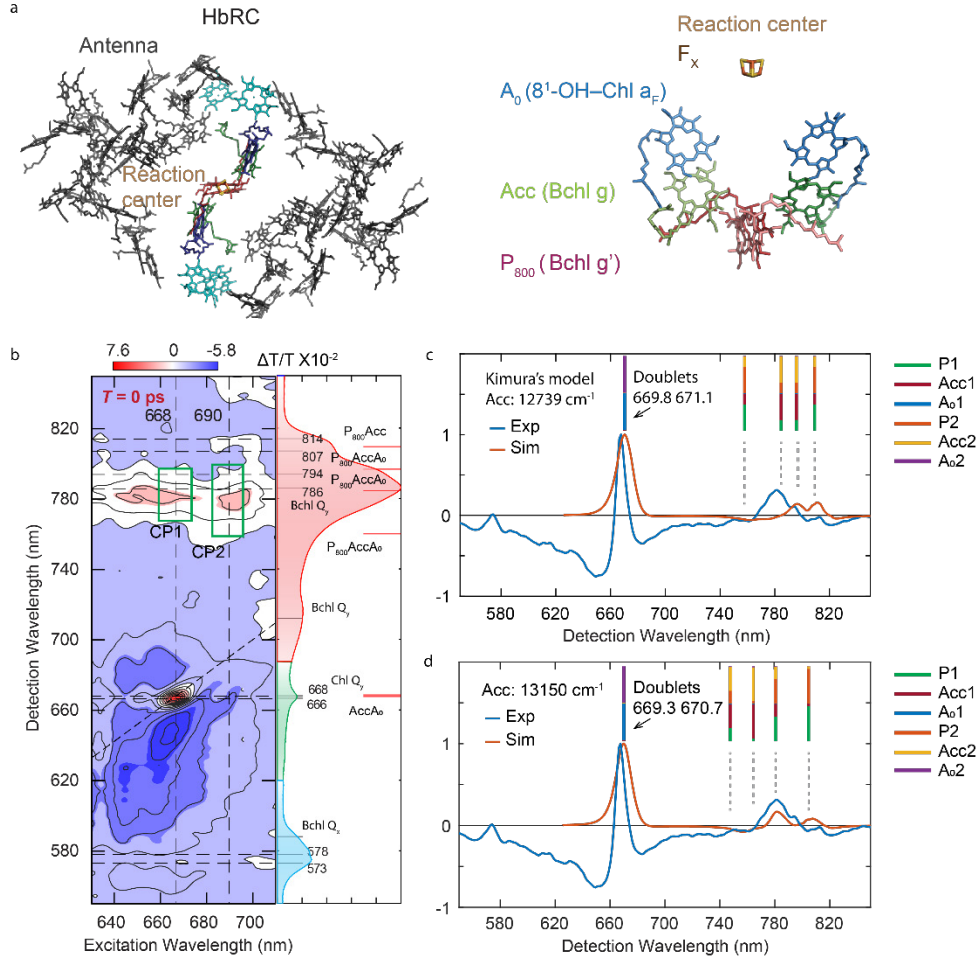 a
HbRC
Antenna
Reaction
center
Reaction center
Fx
A₀ (8¹-OH–Chl aF)
Acc (Bchl g)
P800 (Bchl g')
b
7.6 0 -5.8 ΔT/T X10⁻²
T = 0 ps
668 690
CP1
CP2
820
780
740
700
660
620
580
Detection Wavelength (nm)
640 660 680 700
Excitation Wavelength (nm)
814
P800Acc
807
P800AccA₀
794
P800AccA₀
786
Bchl Qy
P800AccA₀
Bchl Qy
Chl Qy
668
666
AccA₀
Bchl Qx
578
573
c
Kimura's model
Acc: 12739 cm⁻¹
Doublets
669.8 671.1
Exp
Sim
1
0
-1
580 620 660 700 740 780 820
Detection Wavelength (nm)
P1
Acc1
A₀1
P2
Acc2
A₀2
d
Acc: 13150 cm⁻¹
Doublets
669.3 670.7
Exp
Sim
1
0
-1
580 620 660 700 740 780 820
Detection Wavelength (nm)
P1
Acc1
A₀1
P2
Acc2
A₀2